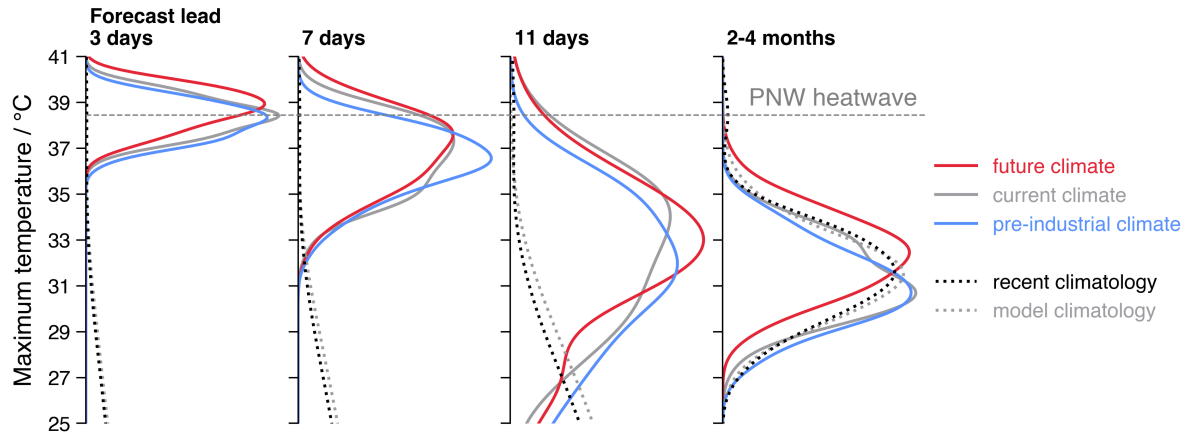 Forecast lead
3 days
7 days
11 days
2-4 months
Maximum temperature / °C
41
39
37
35
33
31
29
27
25
PNW heatwave
future climate
current climate
pre-industrial climate
recent climatology
model climatology